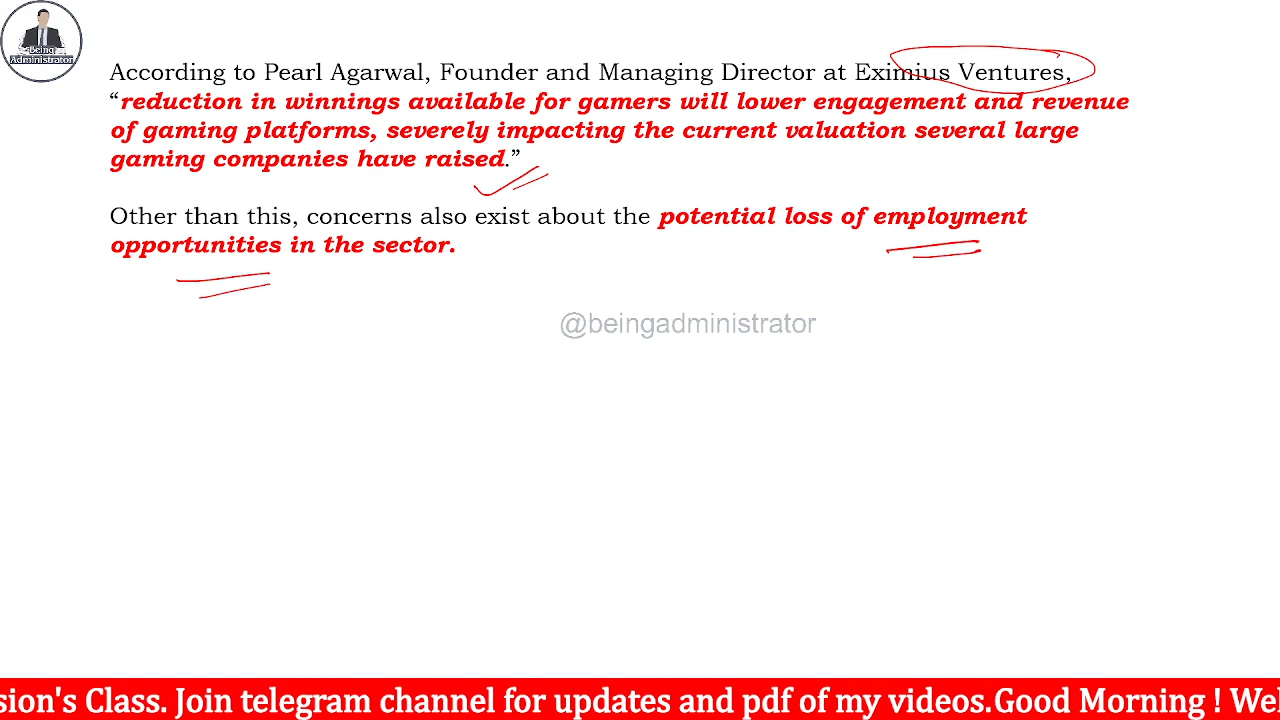 Being
Administrator
According to Pearl Agarwal, Founder and Managing Director at Eximius Ventures,
“reduction in winnings available for gamers will lower engagement and revenue
of gaming platforms, severely impacting the current valuation several large
gaming companies have raised.”
Other than this, concerns also exist about the potential loss of employment
opportunities in the sector.
@beingadministrator
sion's Class. Join telegram channel for updates and pdf of my videos.Good Morning ! Wel